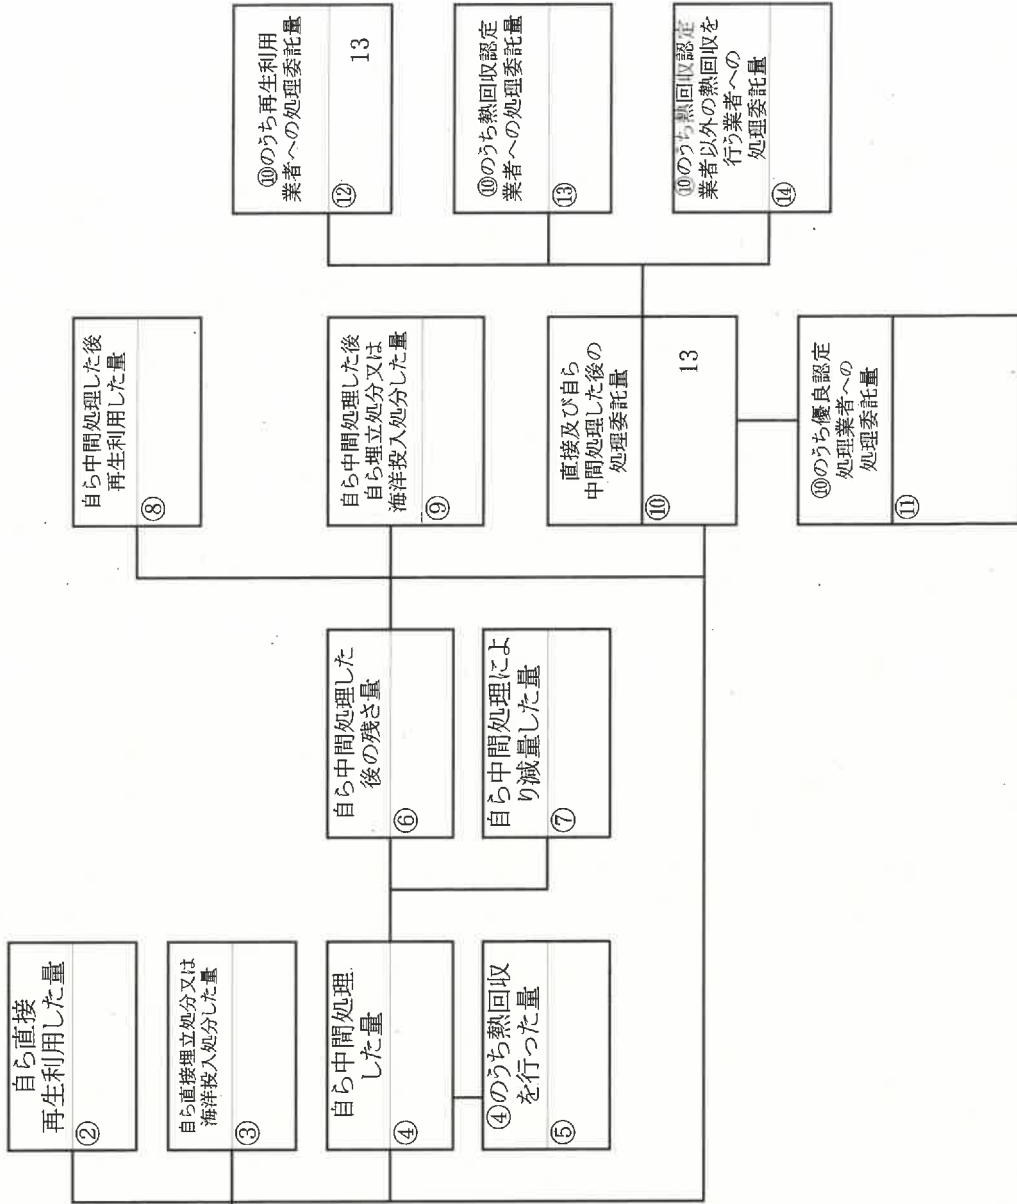 自ら直接
再生利用した量
②
自ら直接埋立処分又は
海洋投入処分した量
③
自ら中間処理
した量
④
④のうち熱回収
を行った量
⑤
自ら中間処理した
後の残さ量
⑥
自ら中間処理によ
り減量した量
⑦
自ら中間処理した後
再生利用した量
⑧
自ら中間処理した後
自ら埋立処分又は
海洋投入処分した量
⑨
直接及び自ら
中間処理した後の
処理委託量
⑩
13
⑩のうち優良認定
処理業者への
処理委託量
⑪
⑩のうち再生利用
業者への処理委託量
⑫
13
⑩のうち熱回収認定
業者への処理委託量
⑬
⑩のうち熱回収認定
業者以外の熱回収を
行う業者への
処理委託量
⑭